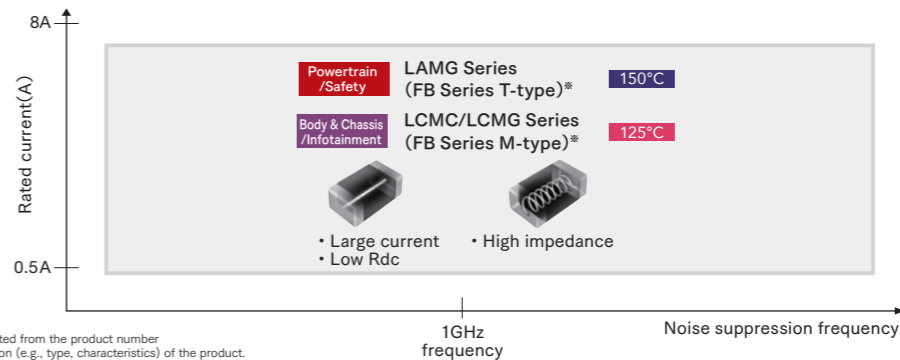 8A
Rated current(A)
0.5A
Powertrain
/Safety
LAMG Series
(FB Series T-type)※
150°C
Body & Chassis
/Infotainment
LCMC/LCMG Series
(FB Series M-type)※
125°C
• Large current
• Low Rdc
• High impedance
1GHz
frequency
Noise suppression frequency
from the product number
(e.g., type, characteristics) of the product.